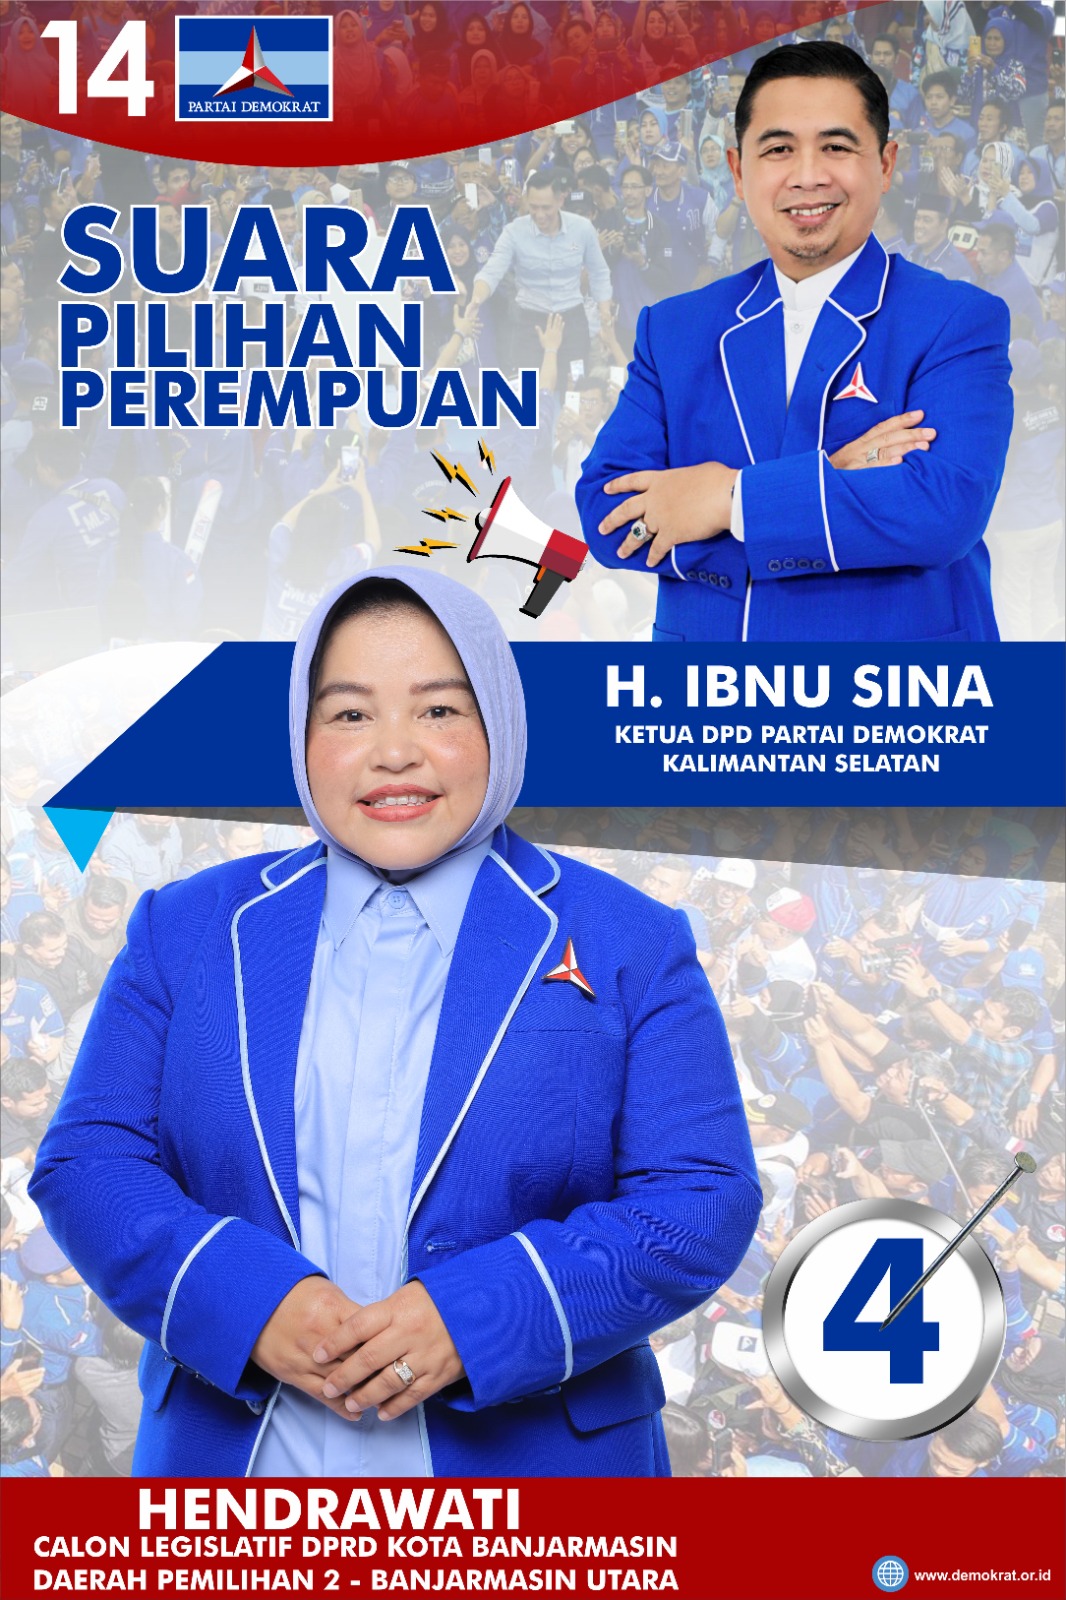 14
PARTAI DEMOKRAT
SUARA
PILIHAN
PEREMPUAN
H. IBNU SINA
KETUA DPD PARTAI DEMOKRAT
KALIMANTAN SELATAN
4
HENDRAWATI
CALON LEGISLATIF DPRD KOTA BANJARMASIN
DAERAH PEMILIHAN 2 - BANJARMASIN UTARA
www.demokrat.or.id